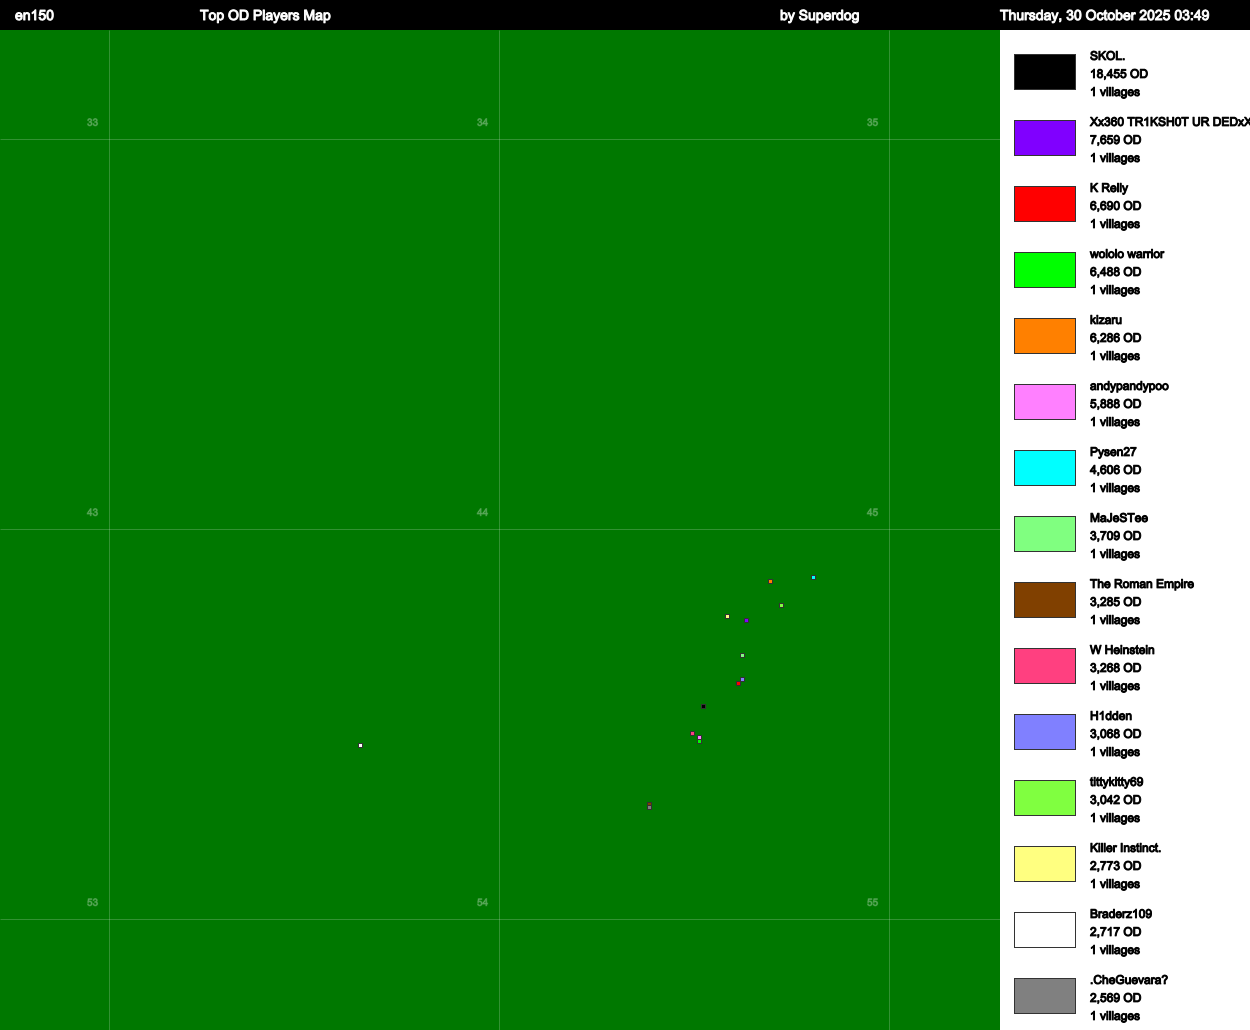 en150 Top OD Players Map by Superdog Thursday, 30 October 2025 03:49
33 34 35
43 44 45
53 54 55
SKOL.
18,455 OD
1 villages
Xx360 TR1KSH0T UR DEDxX
7,659 OD
1 villages
K Relly
6,690 OD
1 villages
wololo warrior
6,488 OD
1 villages
kizaru
6,286 OD
1 villages
andypandypoo
5,888 OD
1 villages
Pysen27
4,606 OD
1 villages
MaJeSTee
3,709 OD
1 villages
The Roman Empire
3,285 OD
1 villages
W Heinstein
3,268 OD
1 villages
H1dden
3,068 OD
1 villages
tittykitty69
3,042 OD
1 villages
Killer Instinct.
2,773 OD
1 villages
Braderz109
2,717 OD
1 villages
.CheGuevara?
2,569 OD
1 villages